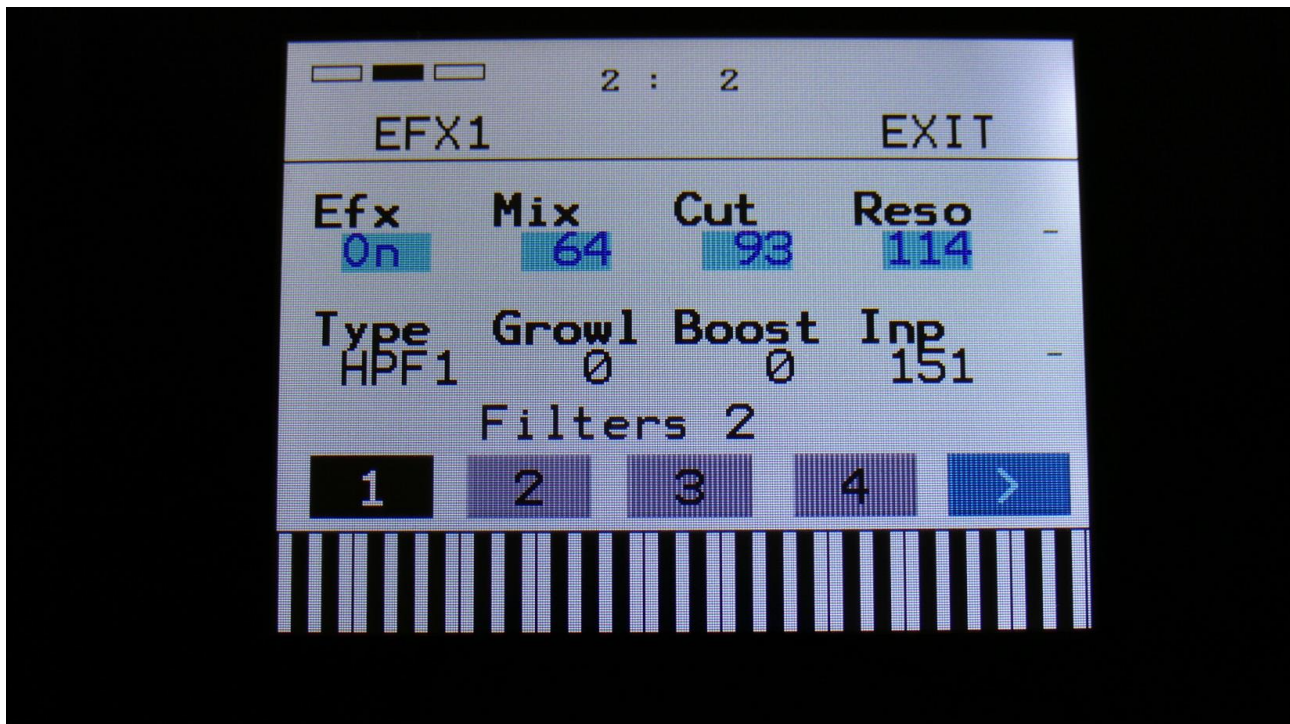 2 : 2
EFX1 EXIT
Efx Mix Cut Reso
On 64 93 114
Type Growl Boost Inp
HPF1 0 0 151
Filters 2
1 2 3 4 >